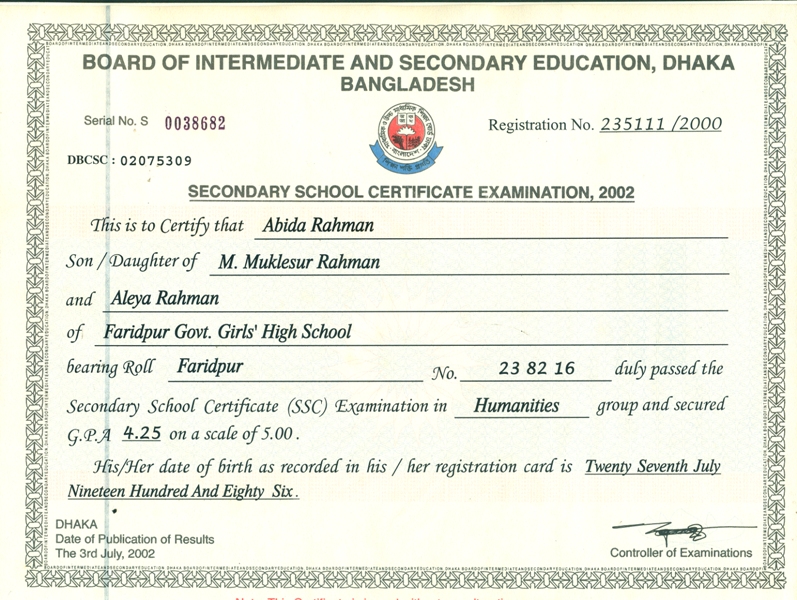 BOARD OF INTERMEDIATE AND SECONDARY EDUCATION, DHAKA
BANGLADESH
Serial No. S 0038682
Registration No. 235111 /2000
DBCSC : 02075309
SECONDARY SCHOOL CERTIFICATE EXAMINATION, 2002
This is to Certify that Abida Rahman
Son / Daughter of M. Muklesur Rahman
and Aleya Rahman
of Faridpur Govt. Girls' High School
bearing Roll Faridpur No. 23 82 16 duly passed the
Secondary School Certificate (SSC) Examination in Humanities group and secured
G.P.A 4.25 on a scale of 5.00 .
His/Her date of birth as recorded in his / her registration card is Twenty Seventh July
Nineteen Hundred And Eighty Six .
DHAKA
Date of Publication of Results
The 3rd July, 2002
Controller of Examinations